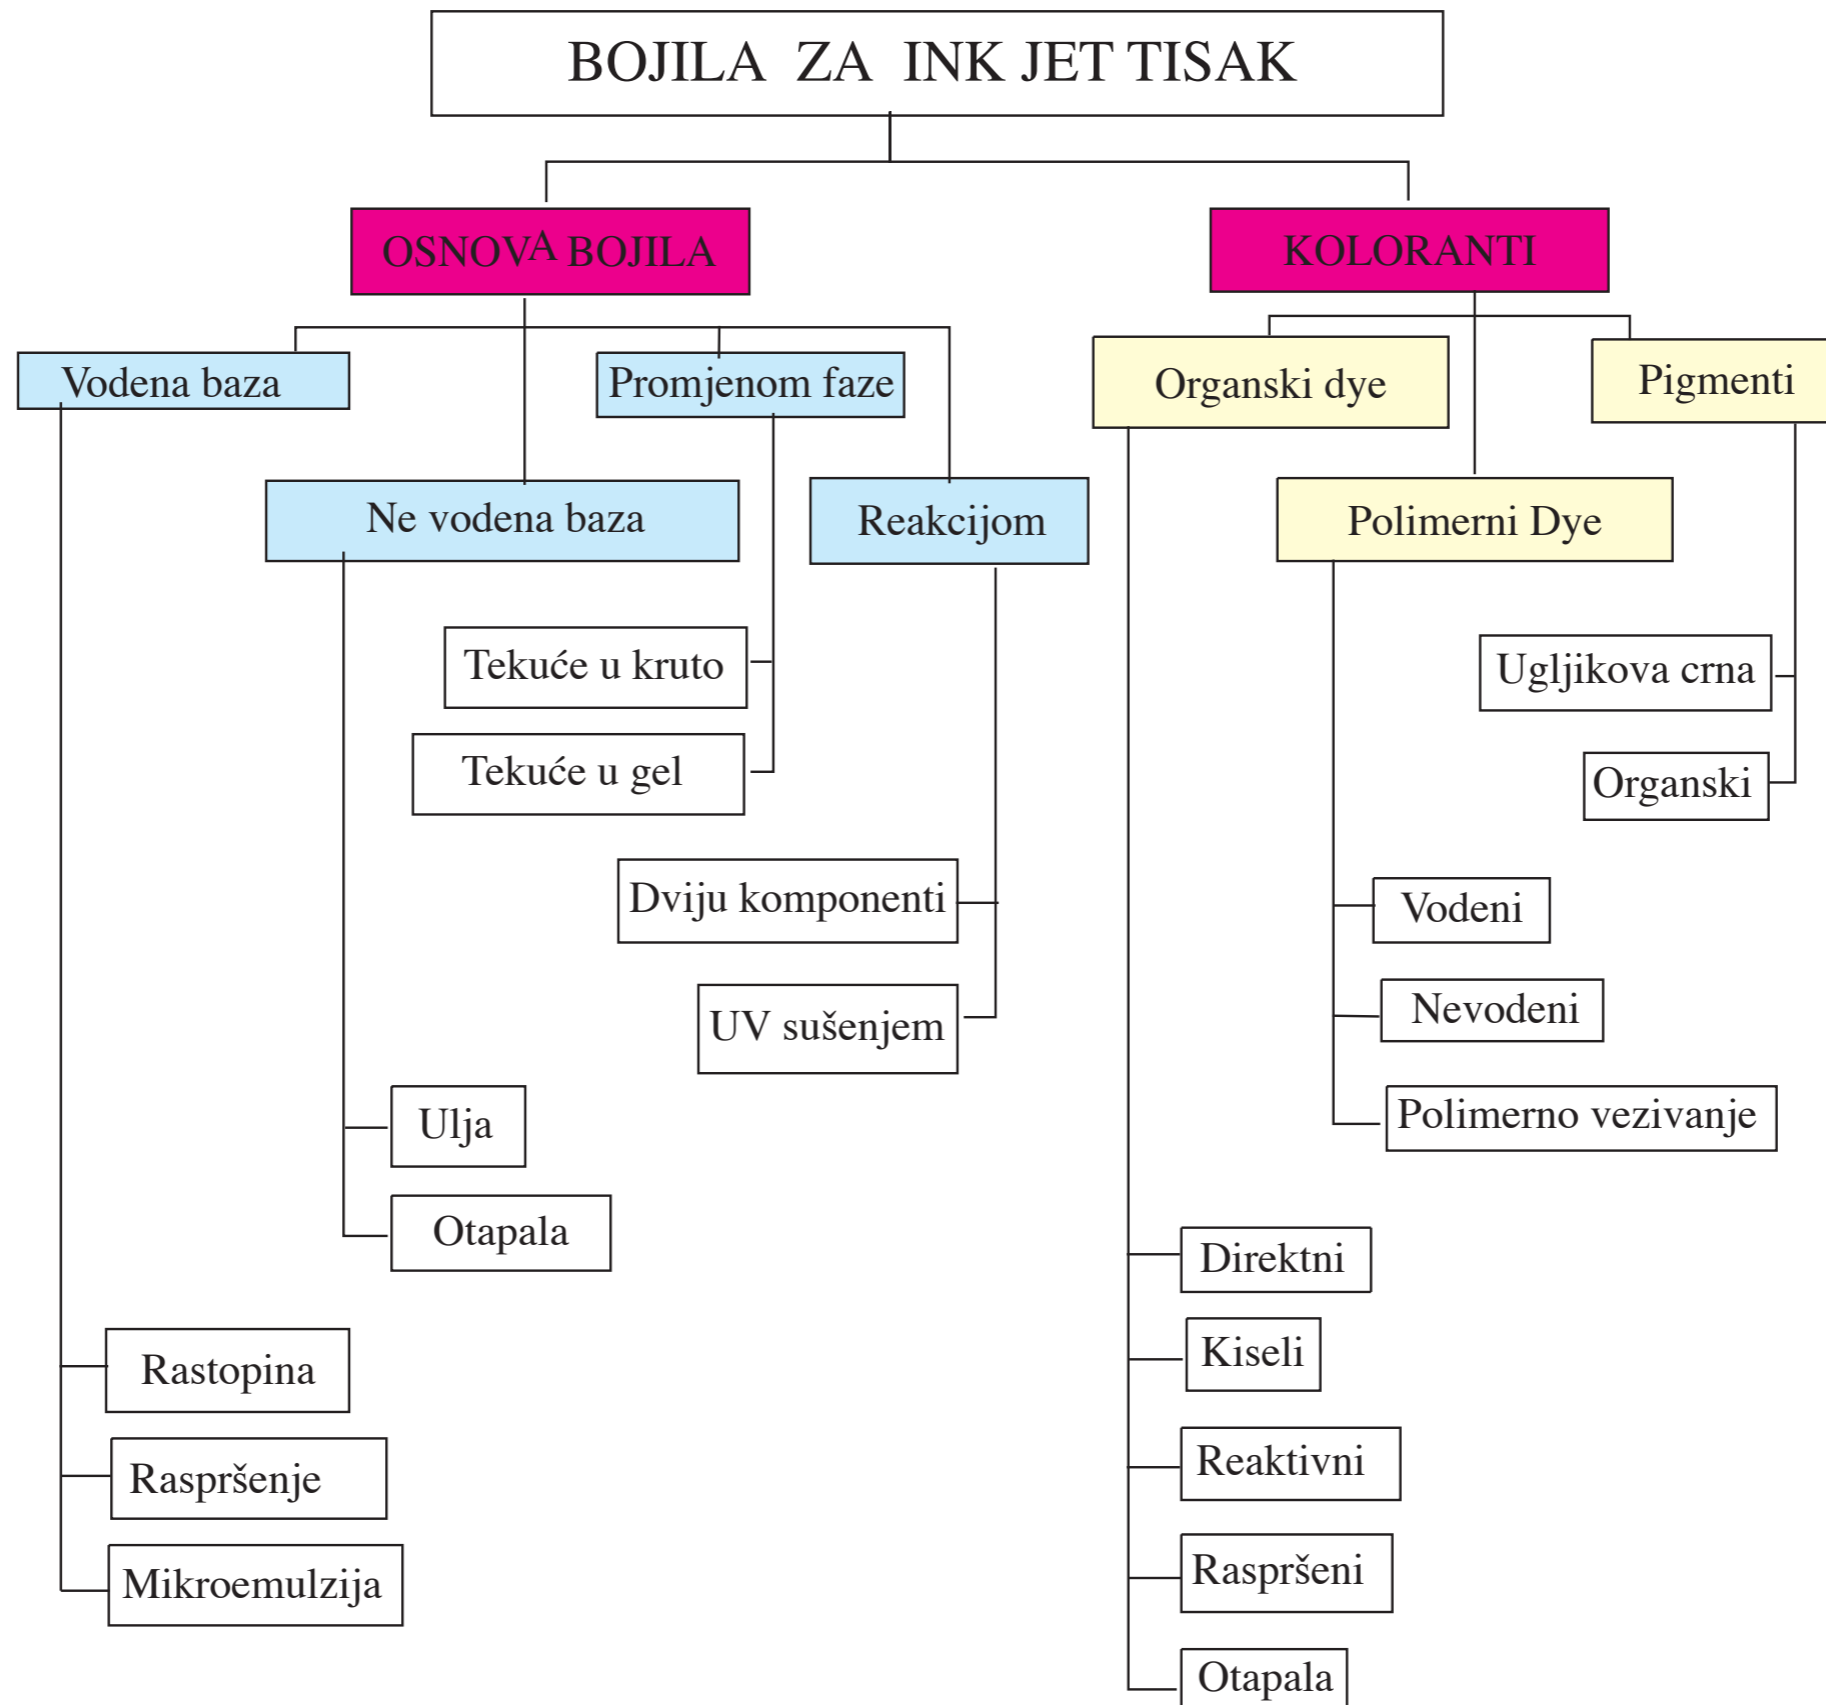 BOJILA ZA INK JET TISAK
OSNOVA BOJILA
KOLORANTI
Vodena baza
Promjenom faze
Organski dye
Pigmenti
Ne vodena baza
Reakcijom
Polimerni Dye
Tekuće u kruto
Ugljikova crna
Tekuće u gel
Organski
Dviju komponenti
Vodeni
UV sušenjem
Nevodeni
Ulja
Polimerno vezivanje
Otapala
Direktni
Rastopina
Kiseli
Raspršenje
Reaktivni
Mikroemulzija
Raspršeni
Otapala